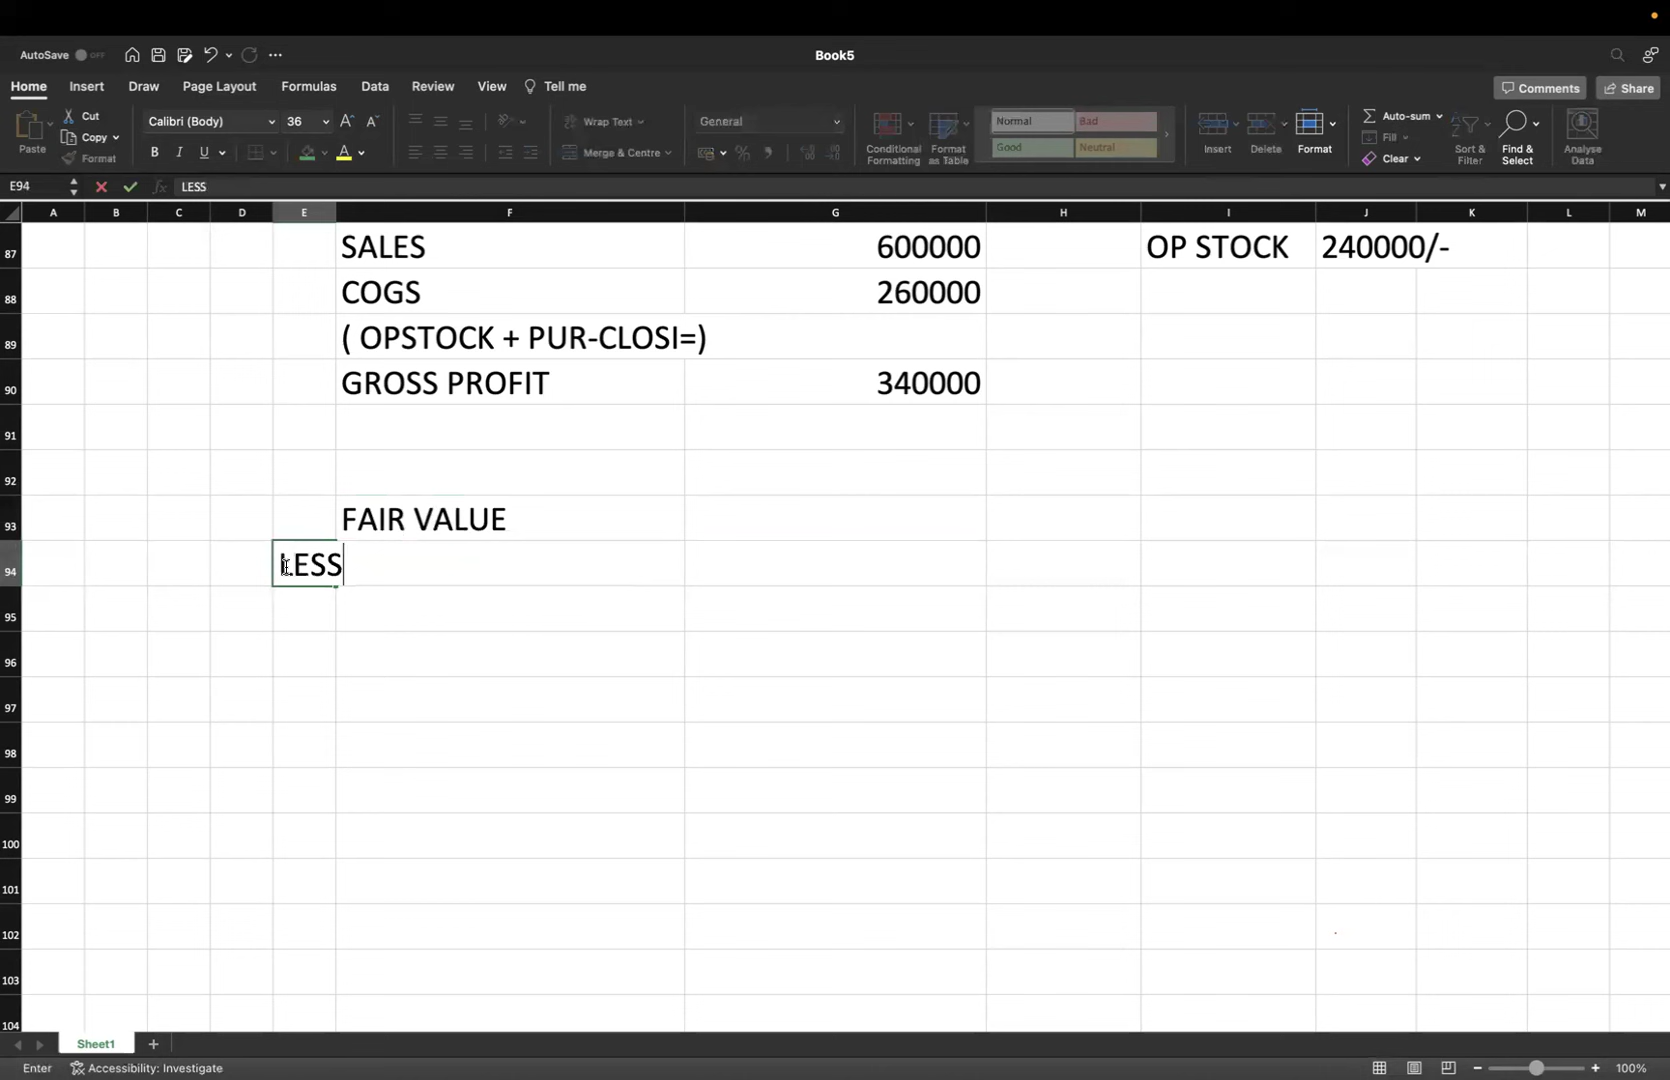 AutoSave OFF
Book5
Home Insert Draw Page Layout Formulas Data Review View Tell me
Comments Share
Paste
Cut
Copy
Format
Calibri (Body) 36
Wrap Text
Merge & Centre
General
Conditional Formatting
Format as Table
Normal Bad
Good Neutral
Insert Delete Format
Auto-sum
Fill
Clear
Sort & Filter
Find & Select
Analyse Data
E94 fx LESS
A B C D E F G H I J K L M
87 SALES 600000 OP STOCK 240000/-
88 COGS 260000
89 ( OPSTOCK + PUR-CLOSI=)
90 GROSS PROFIT 340000
91
92
93 FAIR VALUE
94 LESS
95
96
97
98
99
100
101
102
103
104
Sheet1
Enter Accessibility: Investigate 100%